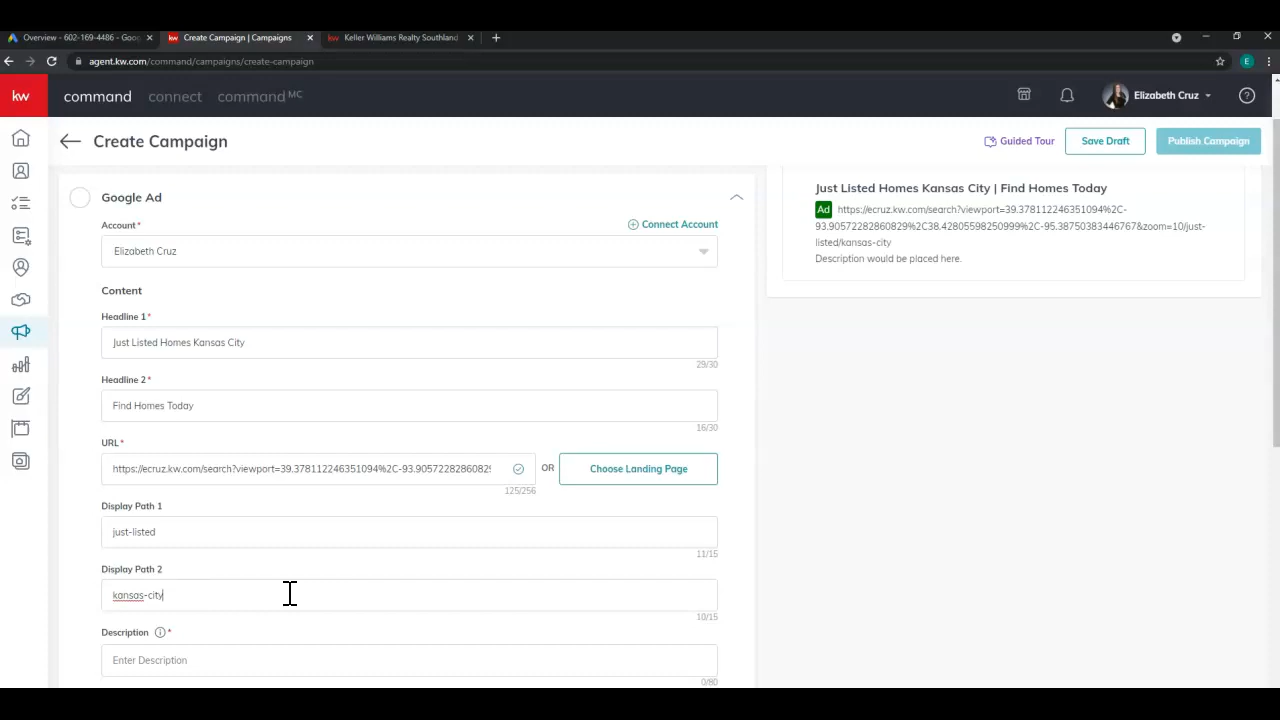 Overview - 602-169-4486 - Goog
Create Campaign | Campaigns
Keller Williams Realty Southland
agent.kw.com/command/campaigns/create-campaign
E
kw
command
connect
command MC
Elizabeth Cruz
Create Campaign
Guided Tour
Save Draft
Publish Campaign
Google Ad
Account*
Connect Account
Elizabeth Cruz
Content
Headline 1*
Just Listed Homes Kansas City
29/30
Headline 2*
Find Homes Today
16/30
URL*
https://ecruz.kw.com/search?viewport=39.378112246351094%2C-93.9057228286082!
OR
Choose Landing Page
125/256
Display Path 1
just-listed
11/15
Display Path 2
kansas-city
10/15
Description *
Enter Description
0/80
Just Listed Homes Kansas City | Find Homes Today
Ad https://ecruz.kw.com/search?viewport=39.378112246351094%2C-
93.90572282860829%2C38.42805598250999%2C-95.38750383446767&zoom=10/just-
listed/kansas-city
Description would be placed here.